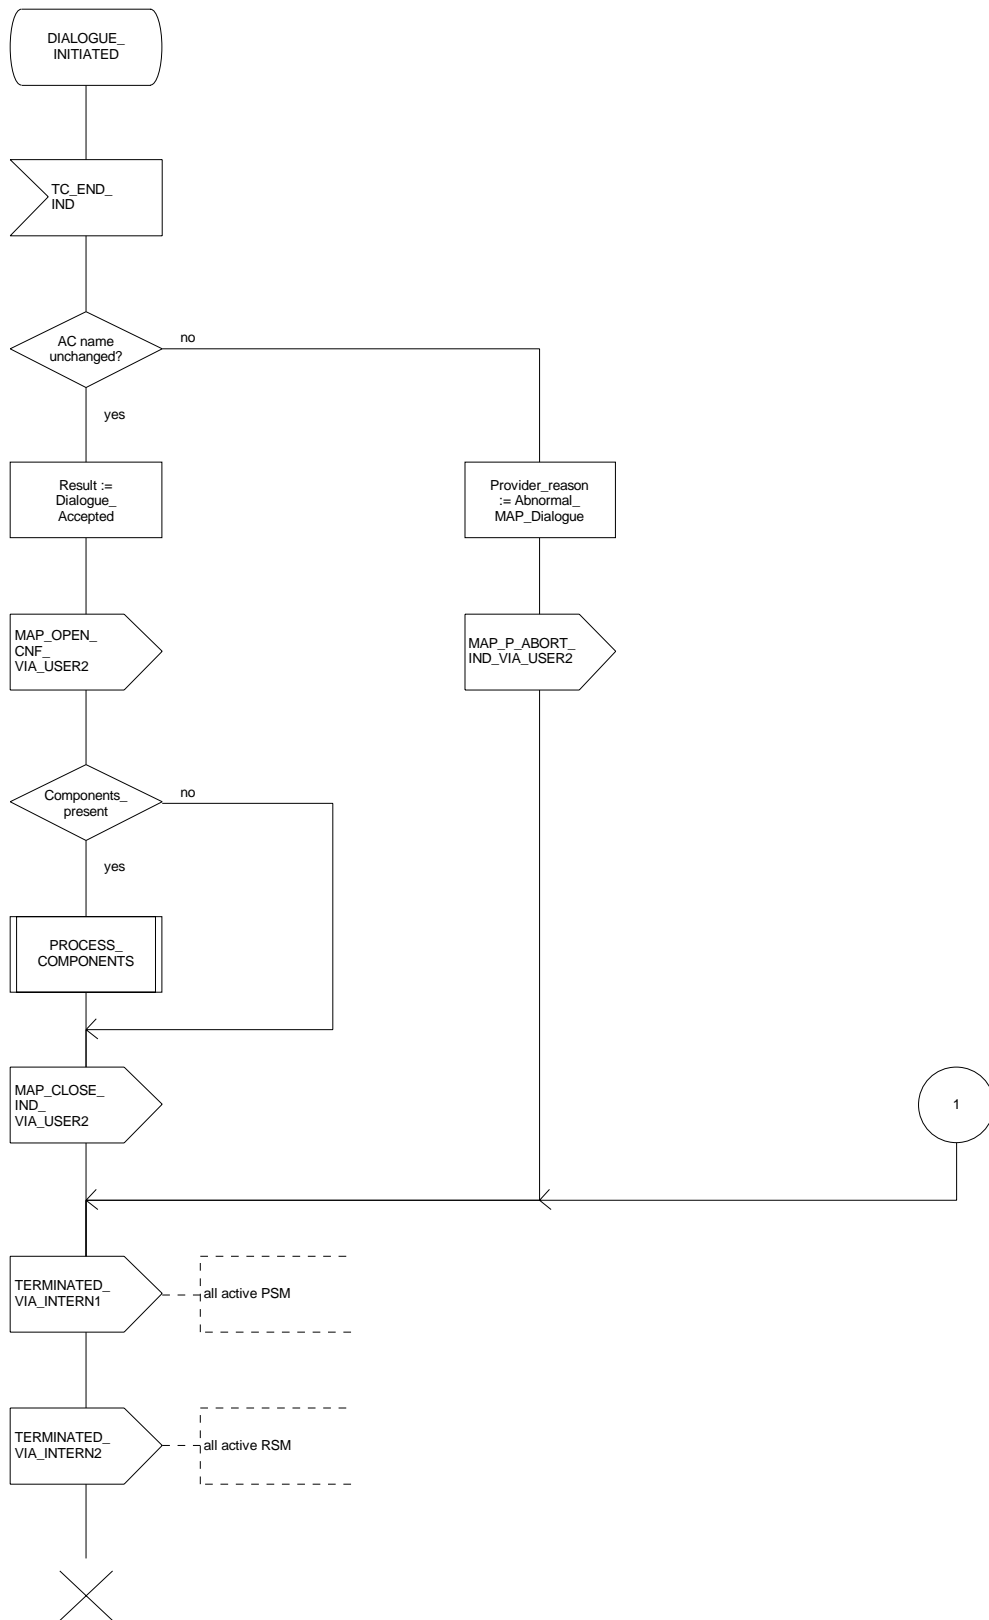 DIALOGUE_
INITIATED
TC_END_
IND
AC name
unchanged?
no
yes
Result :=
Dialogue_
Accepted
Provider_reason
:= Abnormal_
MAP_Dialogue
MAP_OPEN_
CNF_
VIA_USER2
MAP_P_ABORT_
IND_VIA_USER2
Components_
present
no
yes
PROCESS_
COMPONENTS
MAP_CLOSE_
IND_
VIA_USER2
1
TERMINATED_
VIA_INTERN1
all active PSM
TERMINATED_
VIA_INTERN2
all active RSM